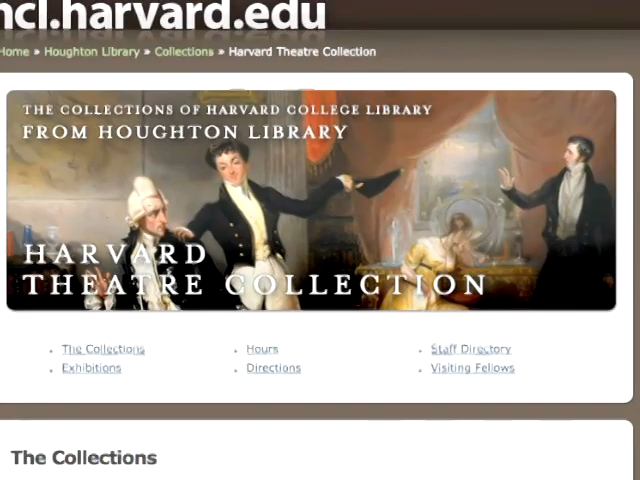 ncl.harvard.edu
Home » Houghton Library » Collections » Harvard Theatre Collection
THE COLLECTIONS OF HARVARD COLLEGE LIBRARY
FROM HOUGHTON LIBRARY
HARVARD
THEATRE COLLECTION
The Collections
Hours
Staff Directory
Exhibitions
Directions
Visiting Fellows
The Collections